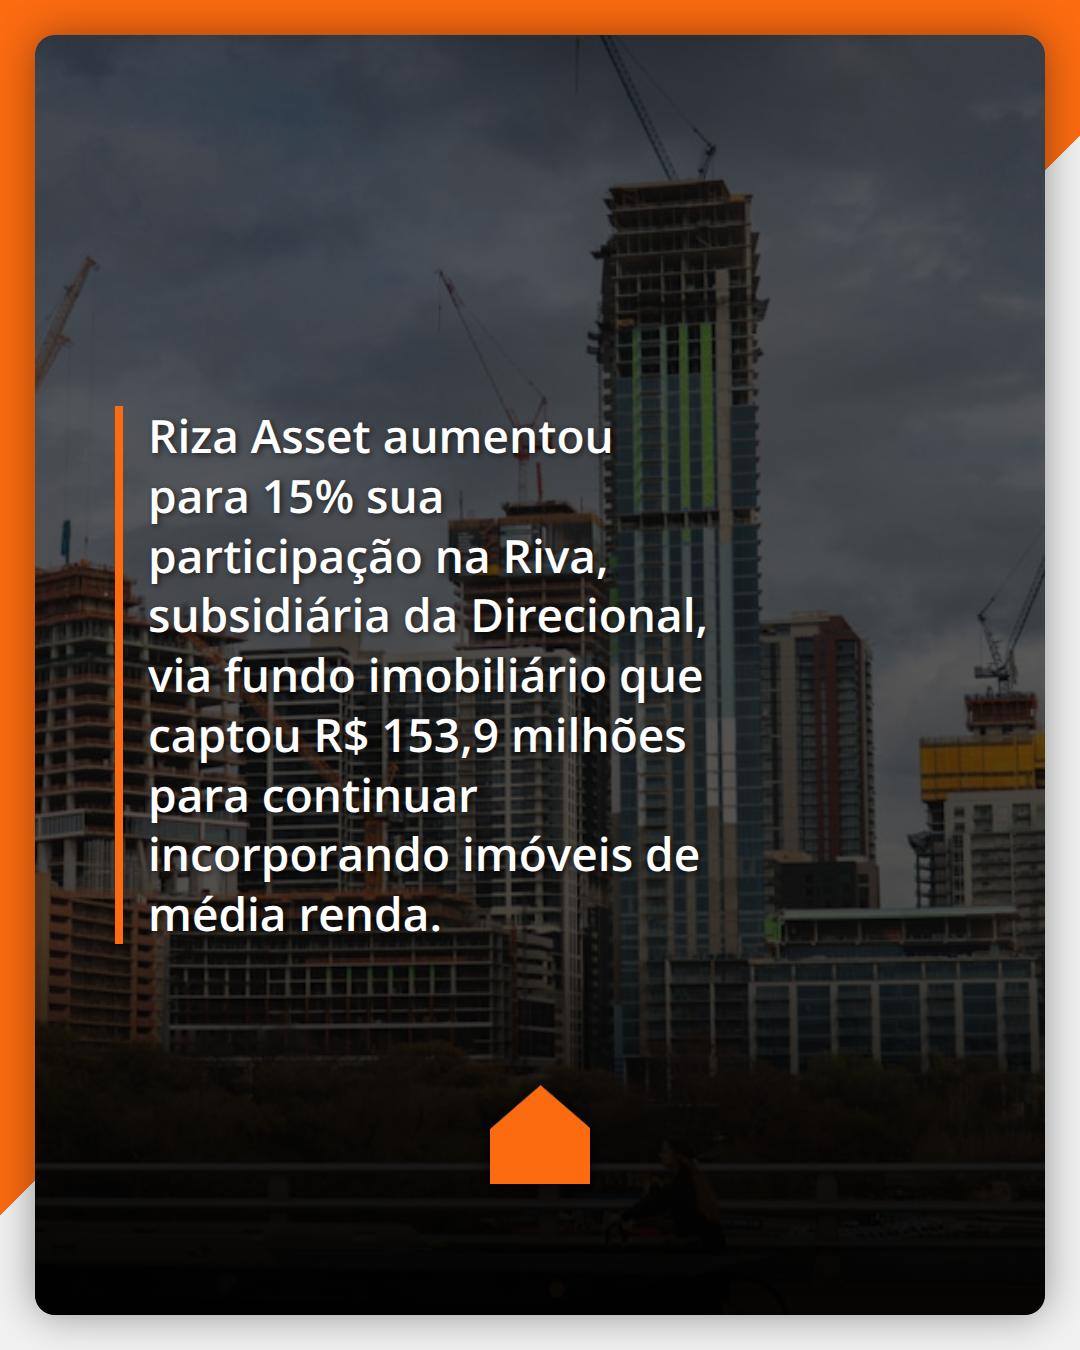 Riza Asset aumentou
para 15% sua
participação na Riva,
subsidiária da Direcional,
via fundo imobiliário que
captou R$ 153,9 milhões
para continuar
incorporando imóveis de
média renda.